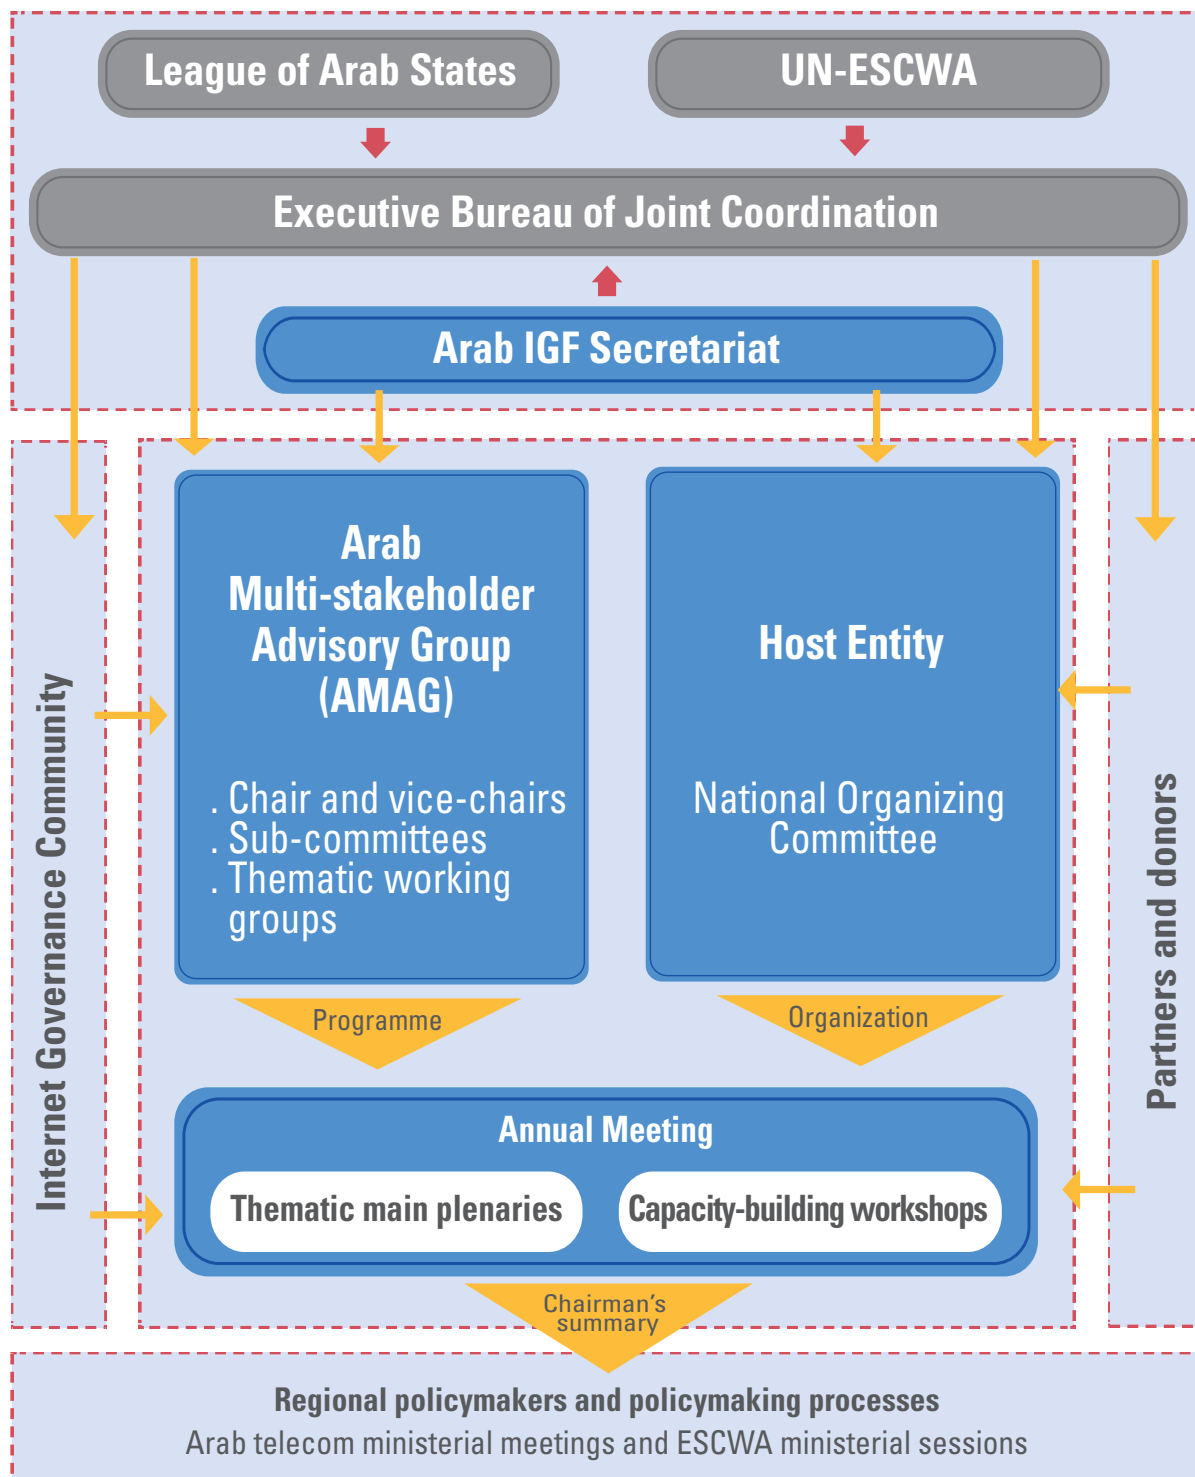 League of Arab States
UN-ESCWA
Executive Bureau of Joint Coordination
Arab IGF Secretariat
Internet Governance Community
Arab
Multi-stakeholder
Advisory Group
(AMAG)
. Chair and vice-chairs
. Sub-committees
. Thematic working
groups
Host Entity
National Organizing
Committee
Partners and donors
Programme
Organization
Annual Meeting
Thematic main plenaries
Capacity-building workshops
Chairman's
summary
Regional policymakers and policymaking processes
Arab telecom ministerial meetings and ESCWA ministerial sessions